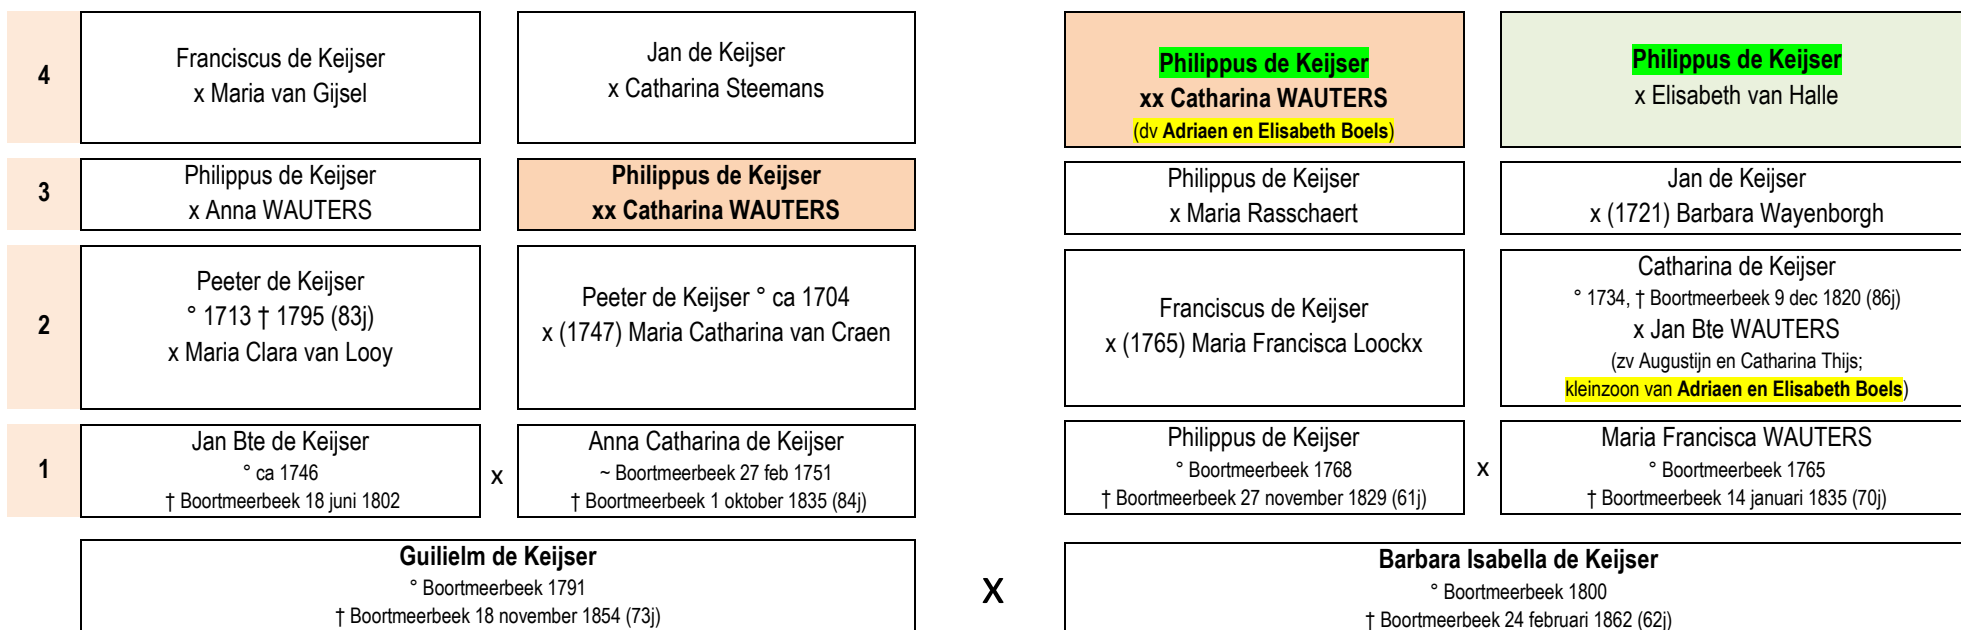 4
Franciscus de Keijser
x Maria van Gijsel
Jan de Keijser
x Catharina Steemans
Philippus de Keijser
xx Catharina WAUTERS
(dv Adriaen en Elisabeth Boels)
Philippus de Keijser
x Elisabeth van Halle
3
Philippus de Keijser
x Anna WAUTERS
Philippus de Keijser
xx Catharina WAUTERS
Philippus de Keijser
x Maria Rasschaert
Jan de Keijser
x (1721) Barbara Wayenborgh
2
Peeter de Keijser
° 1713 † 1795 (83j)
x Maria Clara van Looy
Peeter de Keijser ° ca 1704
x (1747) Maria Catharina van Craen
Franciscus de Keijser
x (1765) Maria Francisca Loockx
Catharina de Keijser
° 1734, † Boortmeerbeek 9 dec 1820 (86j)
x Jan Bte WAUTERS
(zv Augustijn en Catharina Thijs;
kleinzoon van Adriaen en Elisabeth Boels)
1
Jan Bte de Keijser
° ca 1746
† Boortmeerbeek 18 juni 1802
x
Anna Catharina de Keijser
~ Boortmeerbeek 27 feb 1751
† Boortmeerbeek 1 oktober 1835 (84j)
Philippus de Keijser
° Boortmeerbeek 1768
† Boortmeerbeek 27 november 1829 (61j)
x
Maria Francisca WAUTERS
° Boortmeerbeek 1765
† Boortmeerbeek 14 januari 1835 (70j)
Guilielm de Keijser
° Boortmeerbeek 1791
† Boortmeerbeek 18 november 1854 (73j)
x
Barbara Isabella de Keijser
° Boortmeerbeek 1800
† Boortmeerbeek 24 februari 1862 (62j)